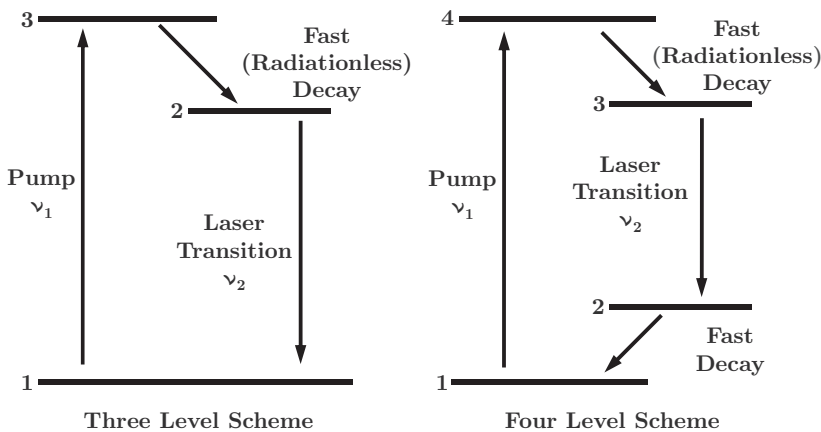 3
Fast
(Radiationless)
Decay
2
Pump
ν₁
Laser
Transition
ν₂
1
Three Level Scheme
4
Fast
(Radiationless)
Decay
3
Pump
ν₁
Laser
Transition
ν₂
2
Fast
Decay
1
Four Level Scheme